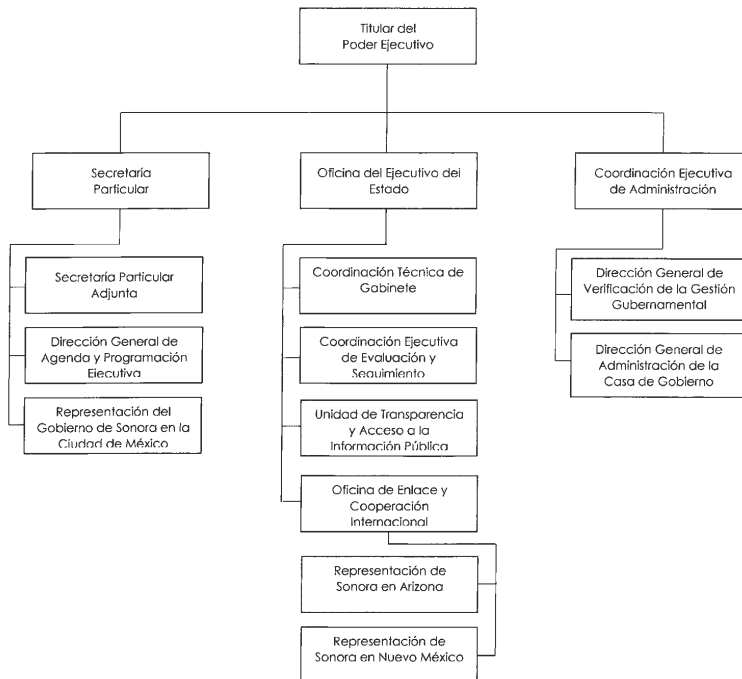 Titular del
Poder Ejecutivo
Secretaría
Particular
Oficina del Ejecutivo del
Estado
Coordinación Ejecutiva
de Administración
Secretaría Particular
Adjunta
Dirección General de
Agenda y Programación
Ejecutiva
Representación del
Gobierno de Sonora en la
Ciudad de México
Coordinación Técnica de
Gabinete
Coordinación Ejecutiva
de Evaluación y
Seguimiento
Unidad de Transparencia
y Acceso a la
Información Pública
Oficina de Enlace y
Cooperación
Internacional
Representación de
Sonora en Arizona
Representación de
Sonora en Nuevo México
Dirección General de
Verificación de la Gestión
Gubernamental
Dirección General de
Administración de la
Casa de Gobierno